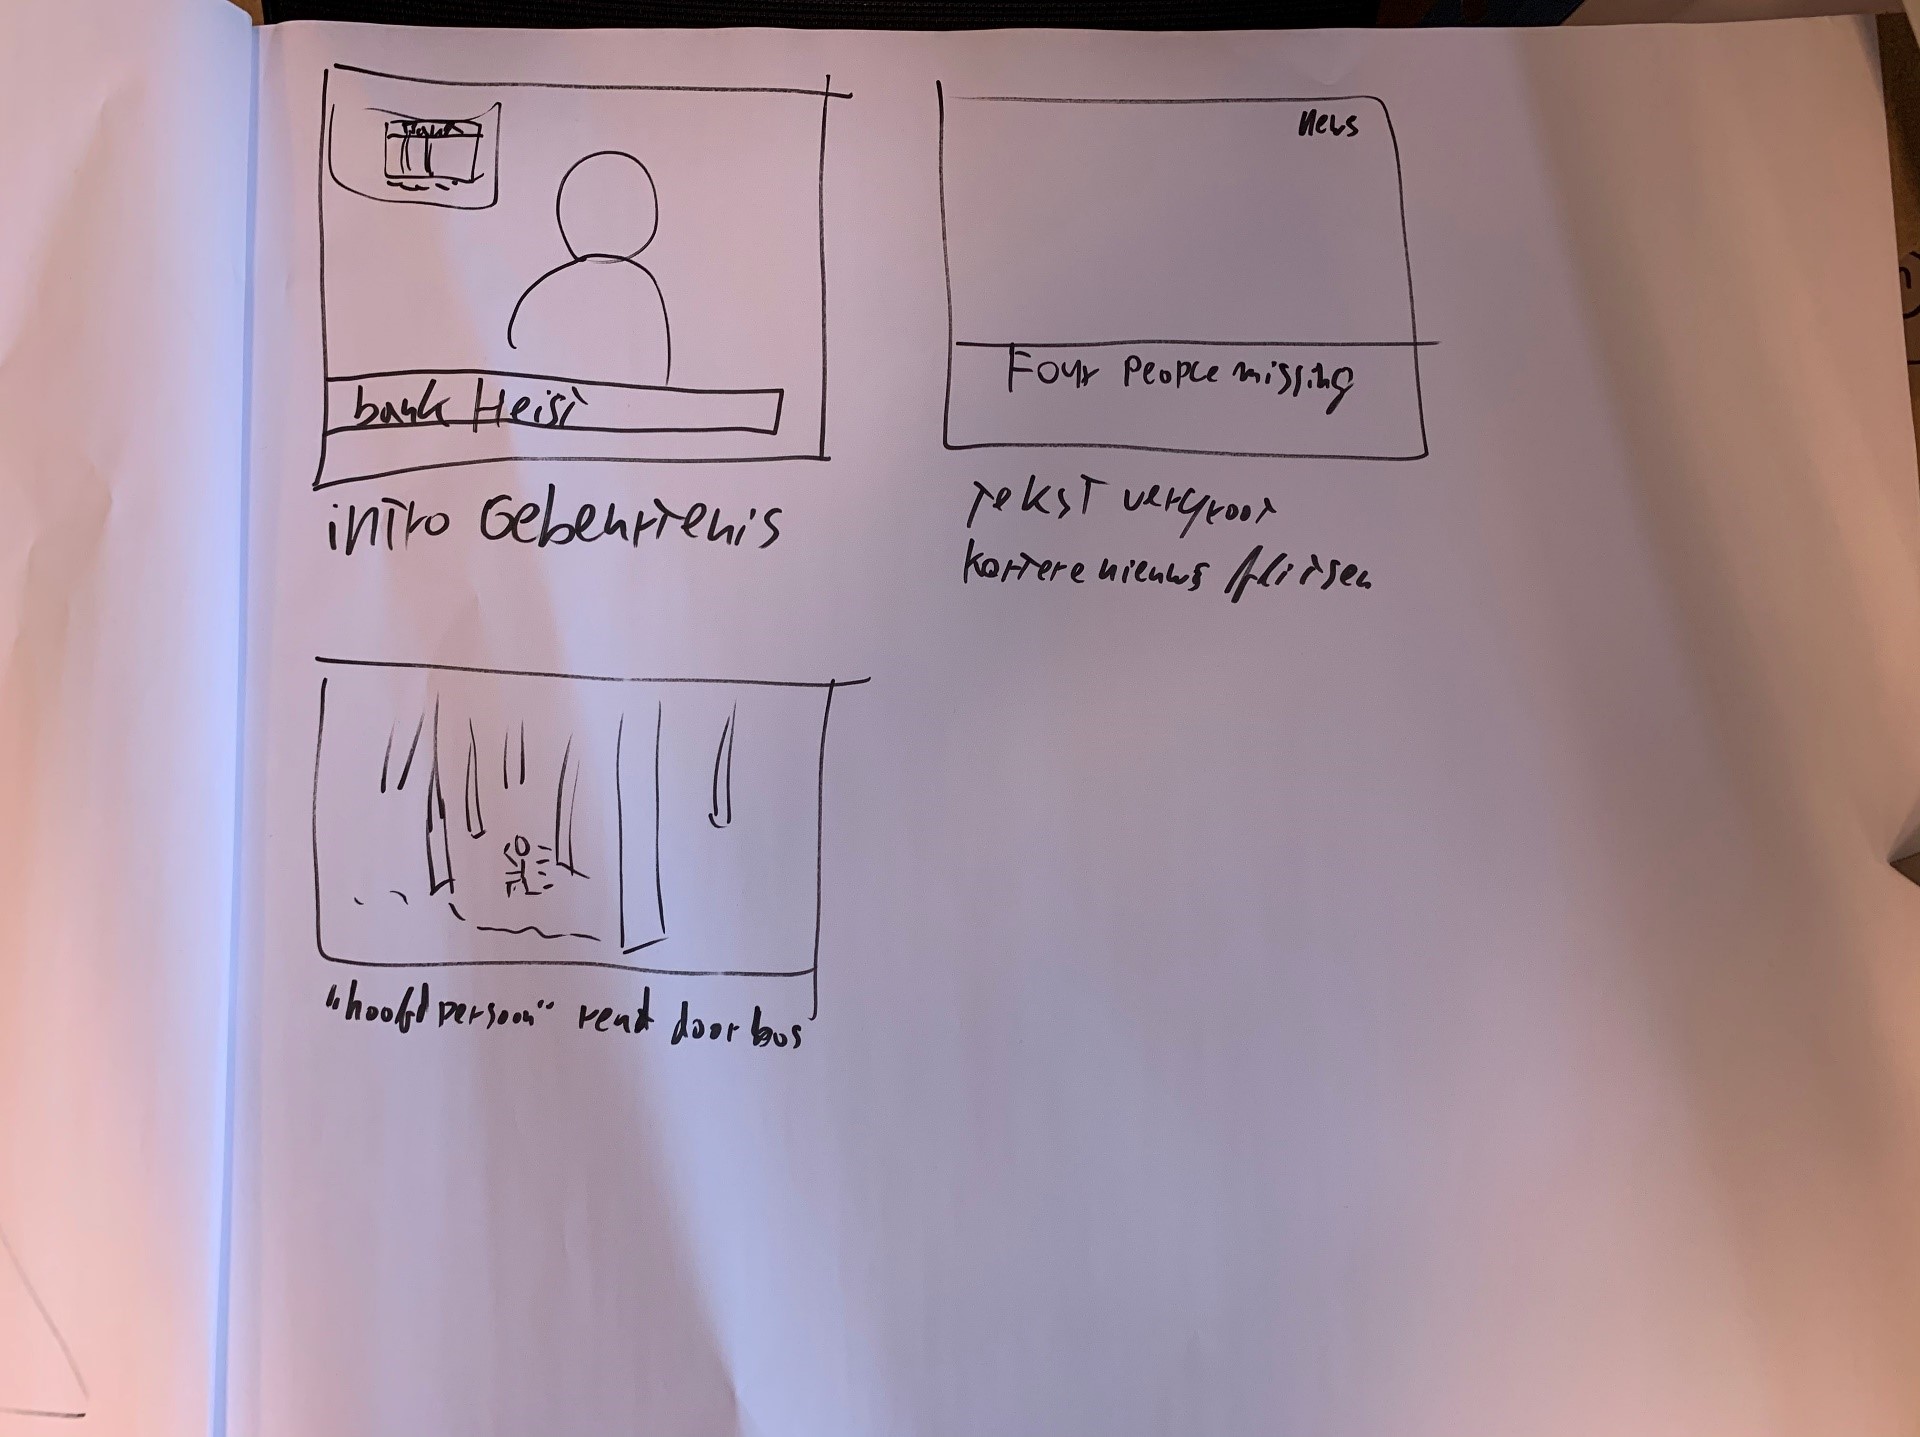 Bank
bank Heist
intro Gebeurtenis
News
Four People missing
Tekst vergroot
kortere nieuws flitsen
"hoofd persoon" rent door bos